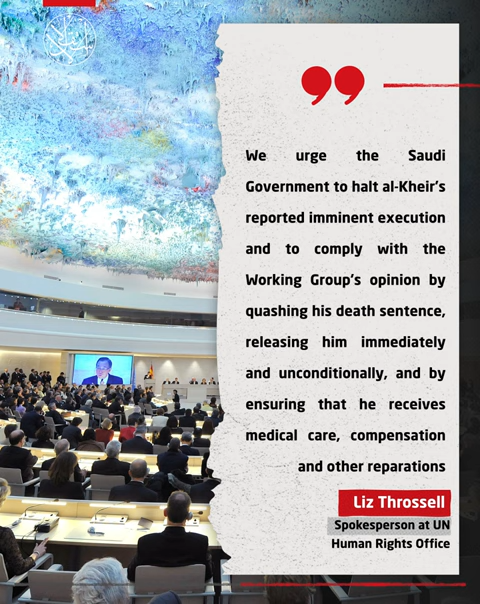 We urge the Saudi
Government to halt al-Kheir's
reported imminent execution
and to comply with the
Working Group's opinion by
quashing his death sentence,
releasing him immediately
and unconditionally, and by
ensuring that he receives
medical care, compensation
and other reparations
Liz Throssell
Spokesperson at UN
Human Rights Office